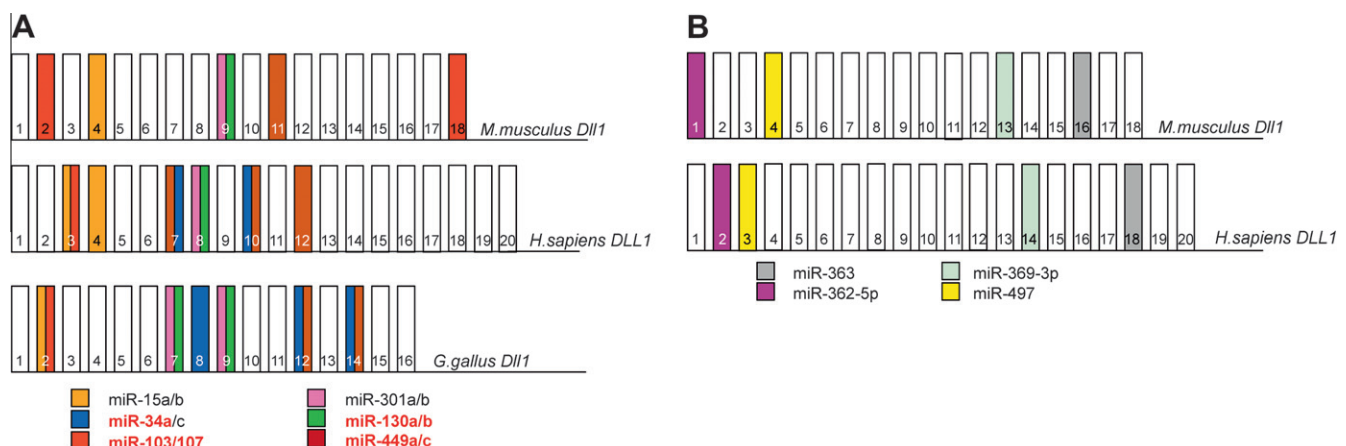 A
1 2 3 4 5 6 7 8 9 10 11 12 13 14 15 16 17 18 M.musculus Dll1
1 2 3 4 5 6 7 8 9 10 11 12 13 14 15 16 17 18 19 20 H.sapiens DLL1
1 2 3 4 5 6 7 8 9 10 11 12 13 14 15 16 G.gallus Dll1
miR-15a/b miR-301a/b
miR-34a/c miR-130a/b
miR-103/107 miR-449a/c
B
1 2 3 4 5 6 7 8 9 10 11 12 13 14 15 16 17 18 M.musculus Dll1
1 2 3 4 5 6 7 8 9 10 11 12 13 14 15 16 17 18 19 20 H.sapiens DLL1
miR-363 miR-369-3p
miR-362-5p miR-497